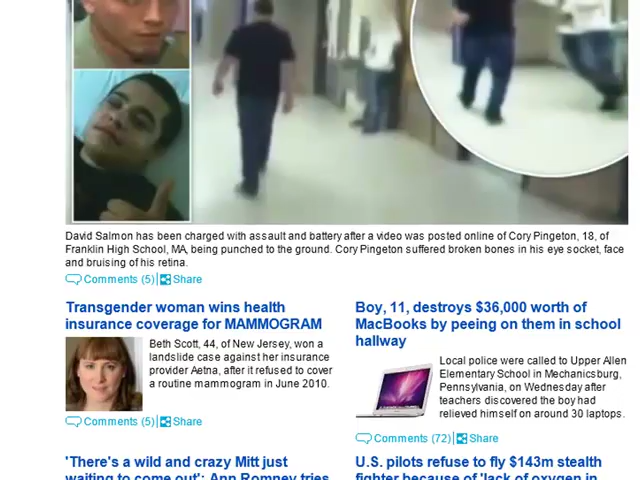 David Salmon has been charged with assault and battery after a video was posted online of Cory Pingeton, 18, of
Franklin High School, MA, being punched to the ground. Cory Pingeton suffered broken bones in his eye socket, face
and bruising of his retina.
Comments (5) | Share
Transgender woman wins health
insurance coverage for MAMMOGRAM
Beth Scott, 44, of New Jersey, won a
landslide case against her insurance
provider Aetna, after it refused to cover
a routine mammogram in June 2010.
Comments (5) | Share
Boy, 11, destroys $36,000 worth of
MacBooks by peeing on them in school
hallway
Local police were called to Upper Allen
Elementary School in Mechanicsburg,
Pennsylvania, on Wednesday after
teachers discovered the boy had
relieved himself on around 30 laptops.
Comments (72) | Share
'There's a wild and crazy Mitt just
waiting to come out': Ann Romney tries
U.S. pilots refuse to fly $143m stealth
fighter because of 'lack of oxygen in